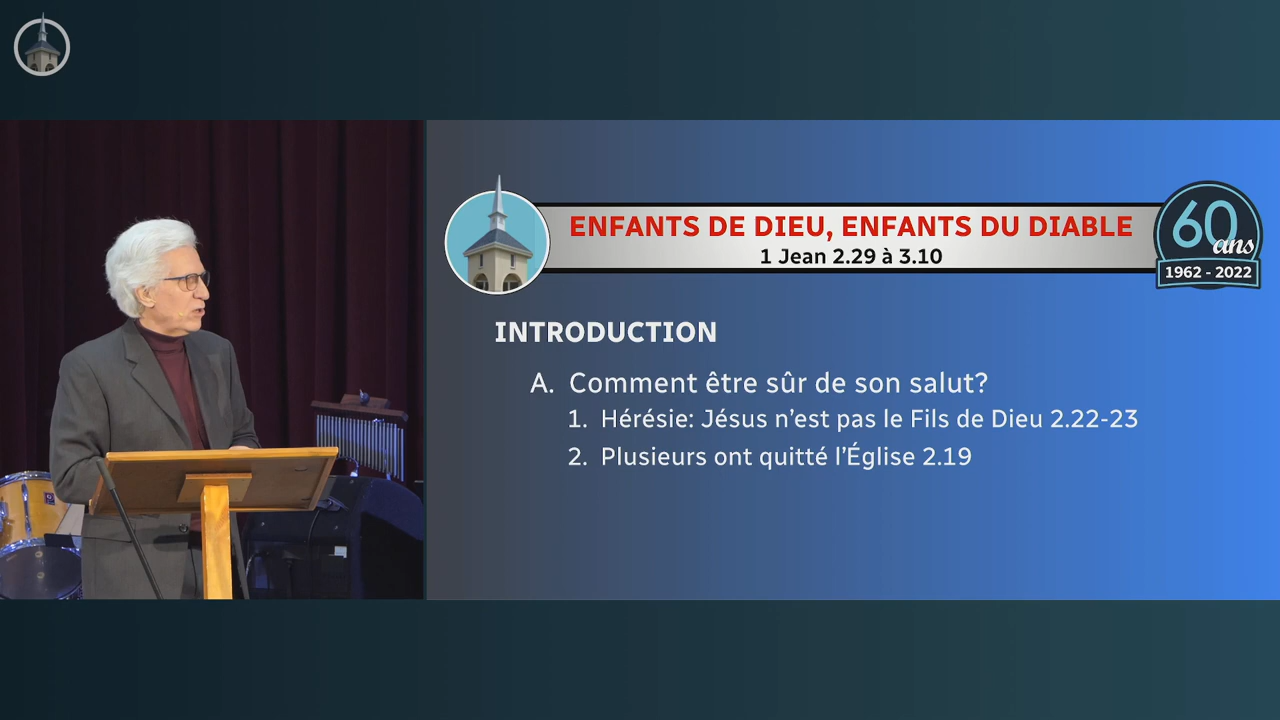 ENFANTS DE DIEU, ENFANTS DU DIABLE
1 Jean 2.29 à 3.10
60
ans
1962 - 2022
INTRODUCTION
A. Comment être sûr de son salut?
1. Hérésie: Jésus n’est pas le Fils de Dieu 2.22-23
2. Plusieurs ont quitté l’Église 2.19